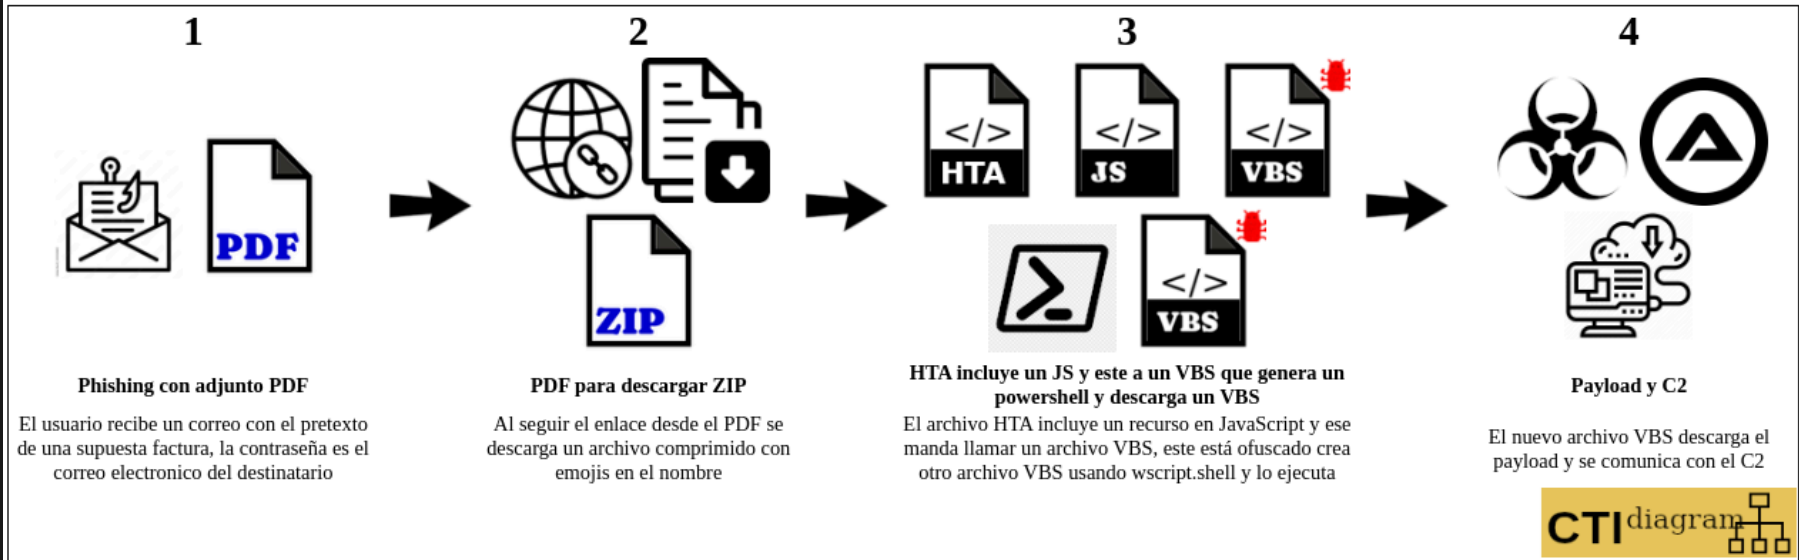 1
2
3
4
</>
HTA
</>
JS
</>
VBS
PDF
ZIP
</>
VBS
Phishing con adjunto PDF
El usuario recibe un correo con el pretexto
de una supuesta factura, la contraseña es el
correo electronico del destinatario
PDF para descargar ZIP
Al seguir el enlace desde el PDF se
descarga un archivo comprimido con
emojis en el nombre
HTA incluye un JS y este a un VBS que genera un
powershell y descarga un VBS
El archivo HTA incluye un recurso en JavaScript y ese
manda llamar un archivo VBS, este está ofuscado crea
otro archivo VBS usando wscript.shell y lo ejecuta
Payload y C2
El nuevo archivo VBS descarga el
payload y se comunica con el C2
CTI diagram